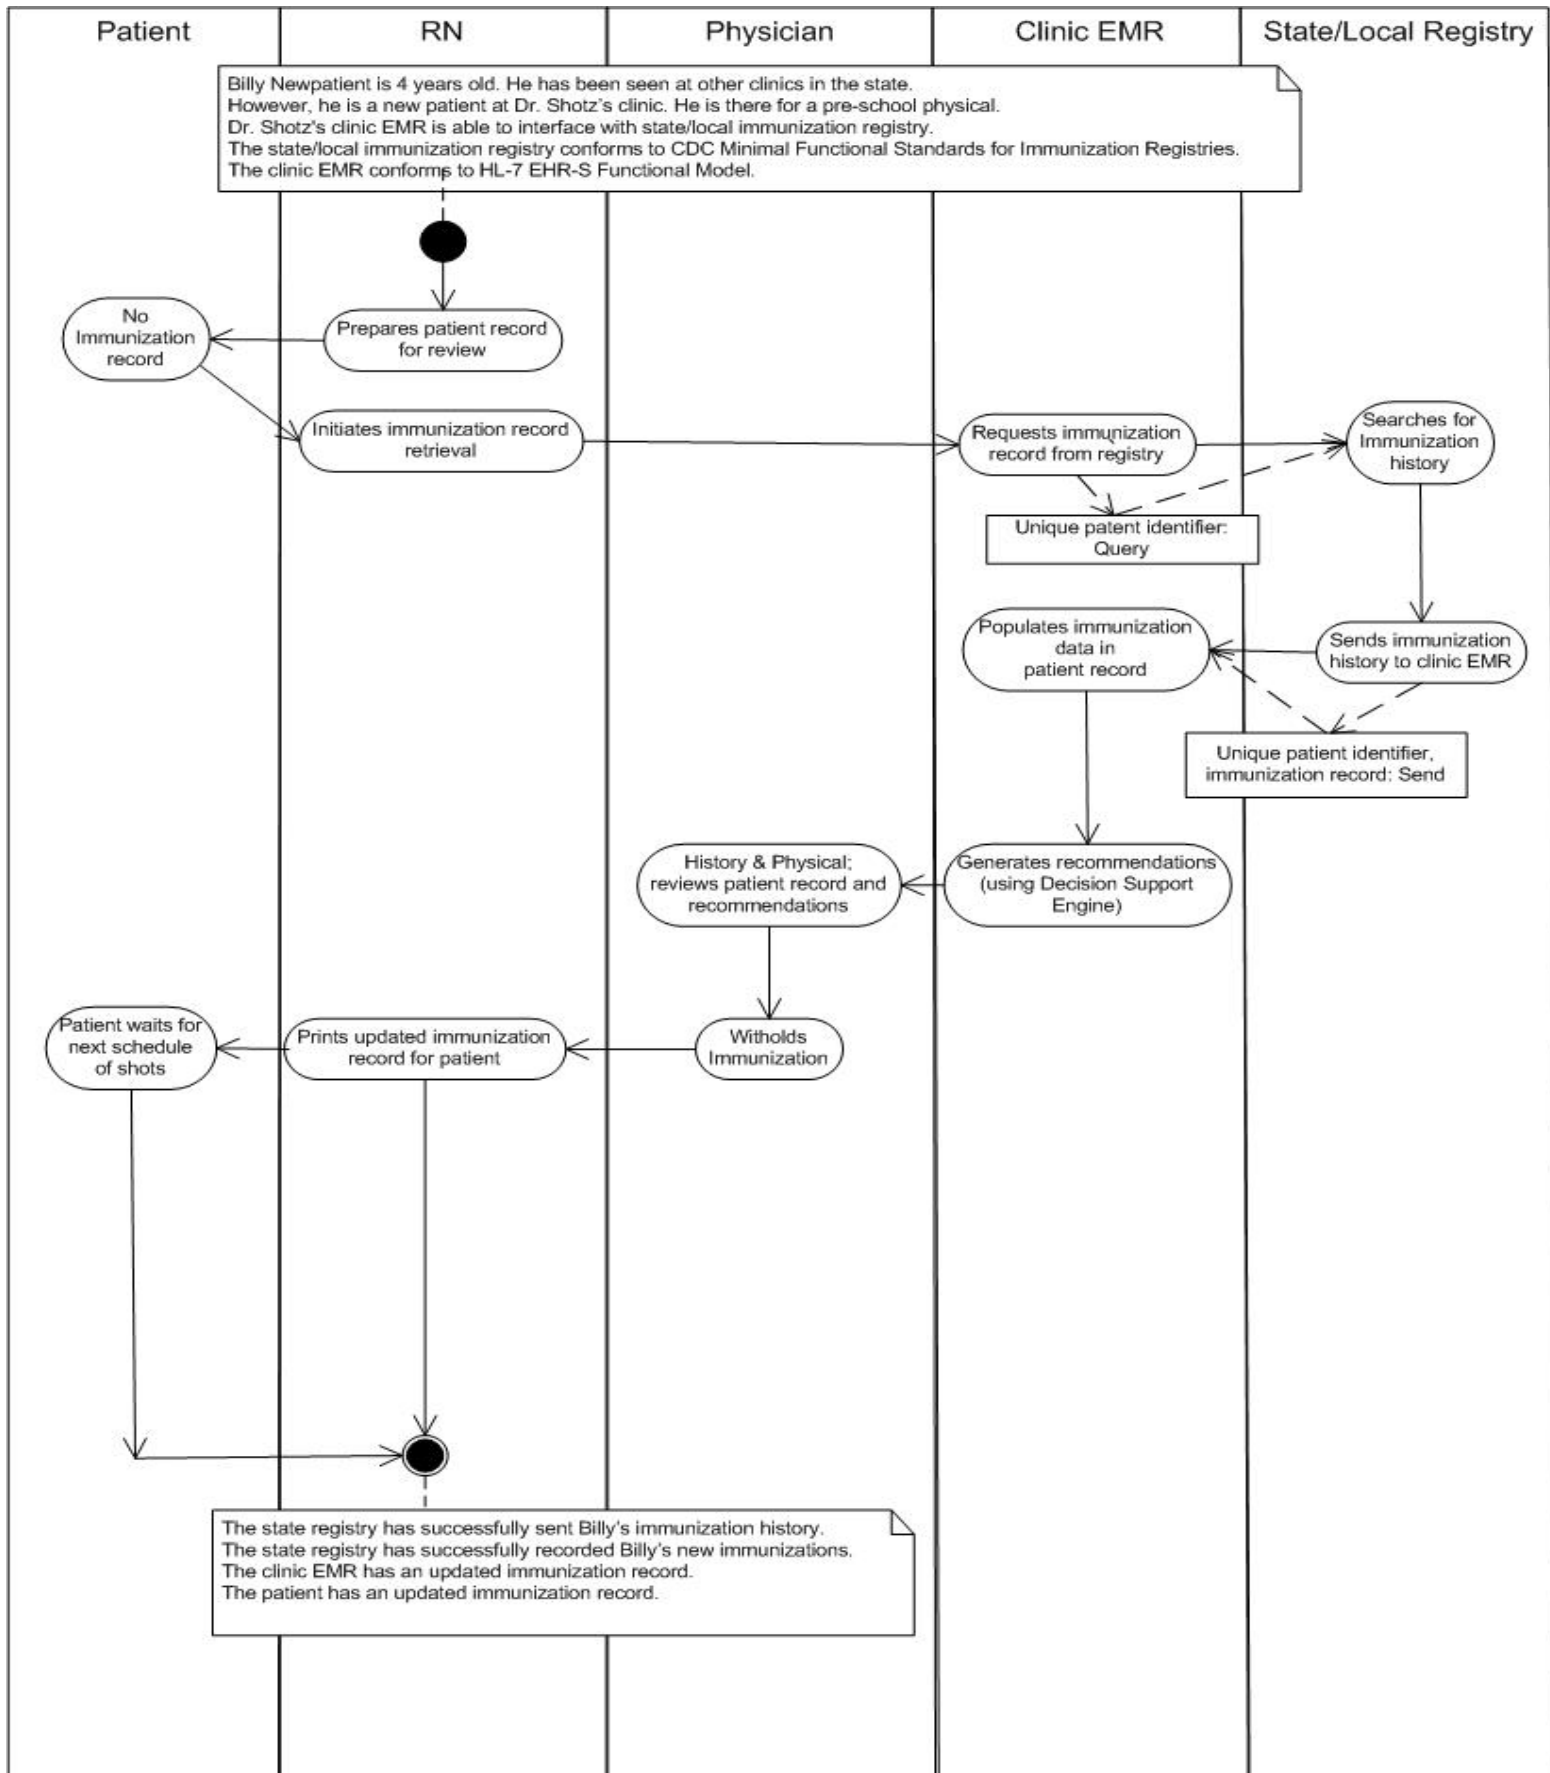 Patient
RN
Physician
Clinic EMR
State/Local Registry
Billy Newpatient is 4 years old. He has been seen at other clinics in the state.
However, he is a new patient at Dr. Shotz's clinic. He is there for a pre-school physical.
Dr. Shotz's clinic EMR is able to interface with state/local immunization registry.
The state/local immunization registry conforms to CDC Minimal Functional Standards for Immunization Registries.
The clinic EMR conforms to HL-7 EHR-S Functional Model.
No
Immunization
record
Prepares patient record
for review
Initiates immunization record
retrieval
Requests immunization
record from registry
Searches for
Immunization
history
Unique patent identifier:
Query
Populates immunization
data in
patient record
Sends immunization
history to clinic EMR
Unique patient identifier,
immunization record: Send
History & Physical;
reviews patient record and
recommendations
Generates recommendations
(using Decision Support
Engine)
Patient waits for
next schedule
of shots
Prints updated immunization
record for patient
Witholds
Immunization
The state registry has successfully sent Billy's immunization history.
The state registry has successfully recorded Billy's new immunizations.
The clinic EMR has an updated immunization record.
The patient has an updated immunization record.